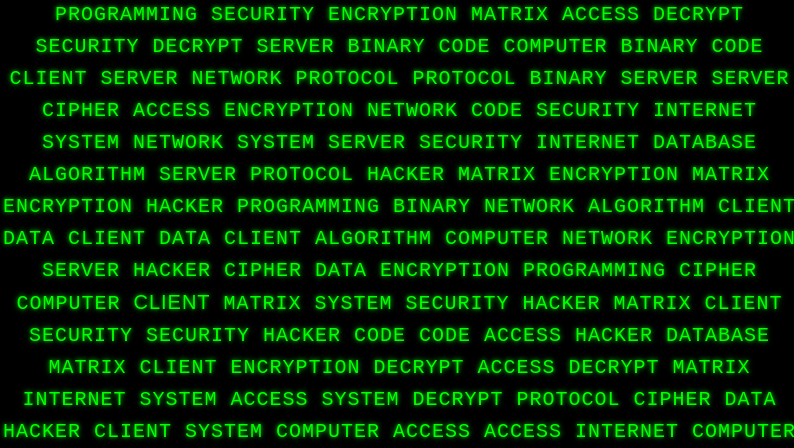 PROGRAMMING SECURITY ENCRYPTION MATRIX ACCESS DECRYPT
SECURITY DECRYPT SERVER BINARY CODE COMPUTER BINARY CODE
CLIENT SERVER NETWORK PROTOCOL PROTOCOL BINARY SERVER SERVER
CIPHER ACCESS ENCRYPTION NETWORK CODE SECURITY INTERNET
SYSTEM NETWORK SYSTEM SERVER SECURITY INTERNET DATABASE
ALGORITHM SERVER PROTOCOL HACKER MATRIX ENCRYPTION MATRIX
ENCRYPTION HACKER PROGRAMMING BINARY NETWORK ALGORITHM CLIENT
DATA CLIENT DATA CLIENT ALGORITHM COMPUTER NETWORK ENCRYPTION
SERVER HACKER CIPHER DATA ENCRYPTION PROGRAMMING CIPHER
COMPUTER CLIENT MATRIX SYSTEM SECURITY HACKER MATRIX CLIENT
SECURITY SECURITY HACKER CODE CODE ACCESS HACKER DATABASE
MATRIX CLIENT ENCRYPTION DECRYPT ACCESS DECRYPT MATRIX
INTERNET SYSTEM ACCESS SYSTEM DECRYPT PROTOCOL CIPHER DATA
HACKER CLIENT SYSTEM COMPUTER ACCESS ACCESS INTERNET COMPUTER